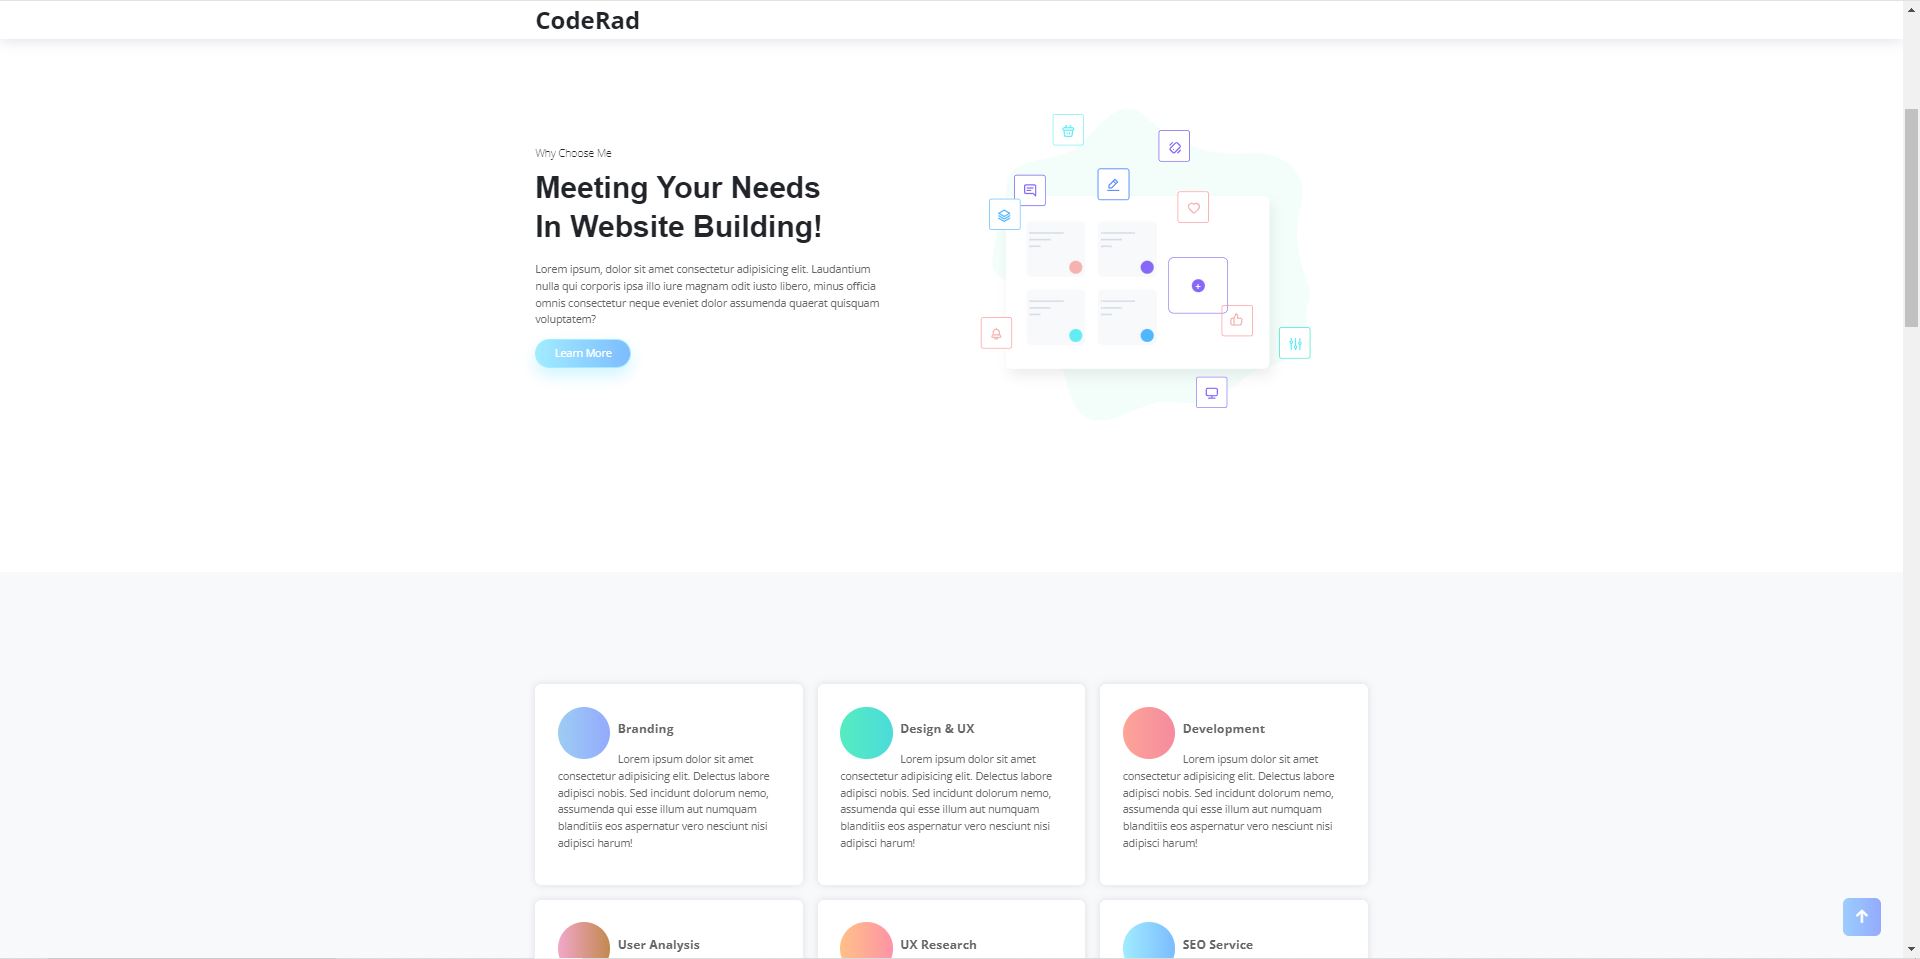 CodeRad
Why Choose Me
Meeting Your Needs
In Website Building!
Lorem ipsum, dolor sit amet consectetur adipisicing elit. Laudantium
nulla qui corporis ipsa illo iure magnam odit iusto libero, minus officia
omnis consectetur neque eveniet dolor assumenda quaerat quisquam
voluptatem?
Learn More
Branding
Lorem ipsum dolor sit amet
consectetur adipisicing elit. Delectus labore
adipisci nobis. Sed incidunt dolorum nemo,
assumenda qui esse illum aut numquam
blanditiis eos aspernatur vero nesciunt nisi
adipisci harum!
Design & UX
Lorem ipsum dolor sit amet
consectetur adipisicing elit. Delectus labore
adipisci nobis. Sed incidunt dolorum nemo,
assumenda qui esse illum aut numquam
blanditiis eos aspernatur vero nesciunt nisi
adipisci harum!
Development
Lorem ipsum dolor sit amet
consectetur adipisicing elit. Delectus labore
adipisci nobis. Sed incidunt dolorum nemo,
assumenda qui esse illum aut numquam
blanditiis eos aspernatur vero nesciunt nisi
adipisci harum!
User Analysis
UX Research
SEO Service